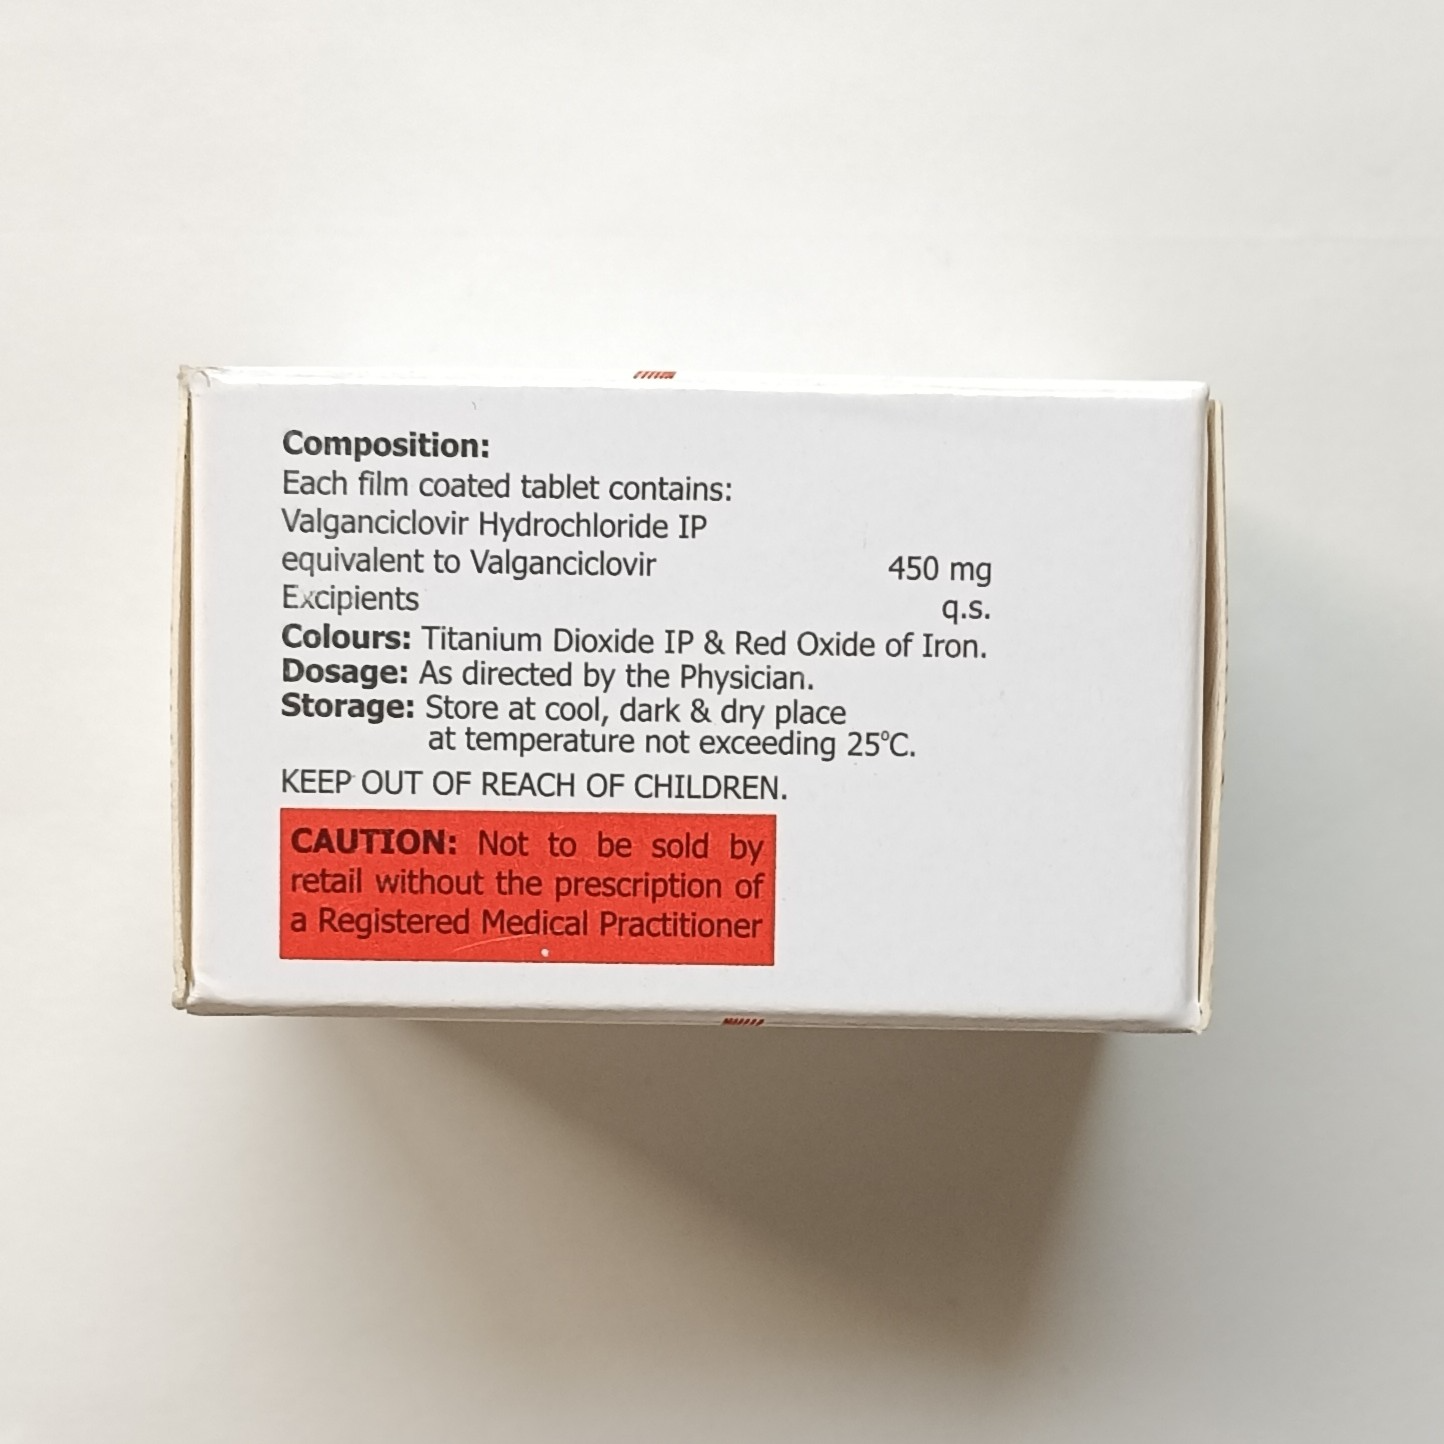 Composition:
Each film coated tablet contains:
Valganciclovir Hydrochloride IP
equivalent to Valganciclovir 450 mg
Excipients q.s.
Colours: Titanium Dioxide IP & Red Oxide of Iron.
Dosage: As directed by the Physician.
Storage: Store at cool, dark & dry place
at temperature not exceeding 25°C.
KEEP OUT OF REACH OF CHILDREN.
CAUTION: Not to be sold by
retail without the prescription of
a Registered Medical Practitioner